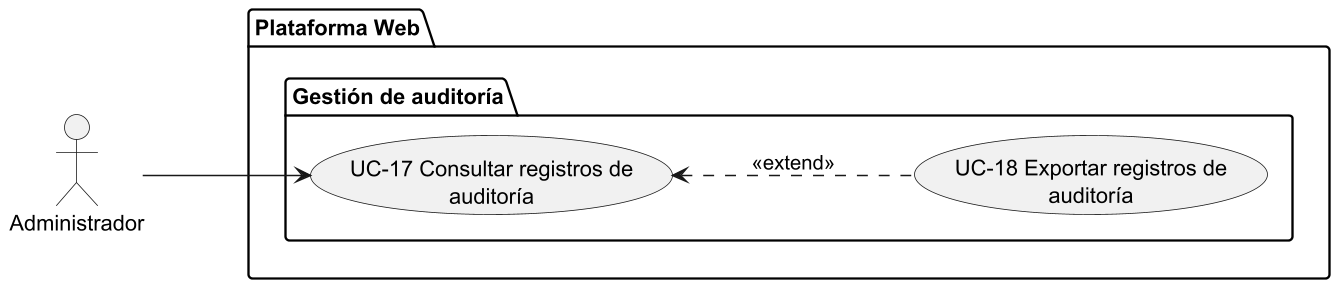 Plataforma Web
Gestión de auditoría
Administrador
UC-17 Consultar registros de
auditoría
«extend»
UC-18 Exportar registros de
auditoría